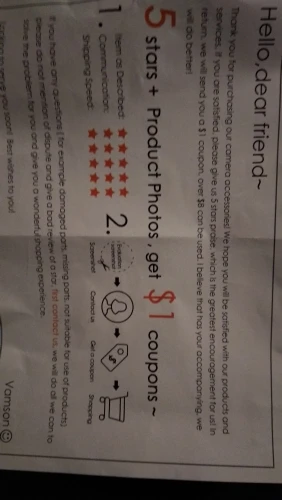 Hello,dear friend~
Thank you for purchasing our camera accessories! We hope you will be satisfied with our products and
services. If you are satisfied, please give us 5 stars praise, which is the greatest encouragement for us! In
return, we will send you a $1 coupon, over $8 can be used. I believe that has your accompanying, we
will do better!
5 stars + Product Photos , get $1 coupons ~
1. Item as Described: ★★★★★
Communication: ★★★★★
Shipping Speed: ★★★★★
2.
Screenshot Contact us Get a coupon Shopping
If you have any questions ( for example damaged parts, missing parts, not suitable for use of products)
please do not mention of dispute and give a bad review of a star, first contact us, we will do all we can to
solve the problem for you and give you a wonderful shopping experience.
you soon! Best wishes to you!
Vamson